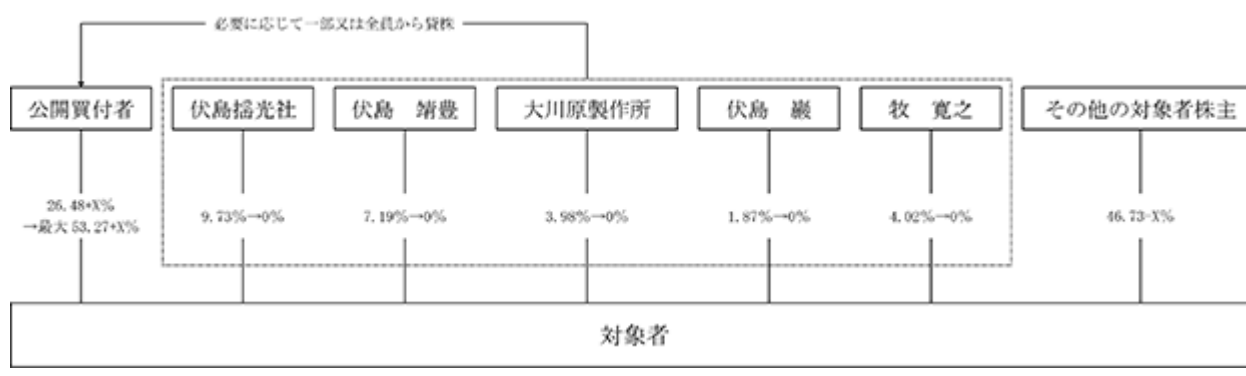 必要に応じて一部又は全員から貸株
公開買付者
伏島揺光社
伏島 靖豊
大川原製作所
伏島 巖
牧 寛之
その他の対象者株主
26.48+X%
→最大53.27+X%
9.73%→0%
7.19%→0%
3.98%→0%
1.87%→0%
4.02%→0%
46.73-X%
対象者